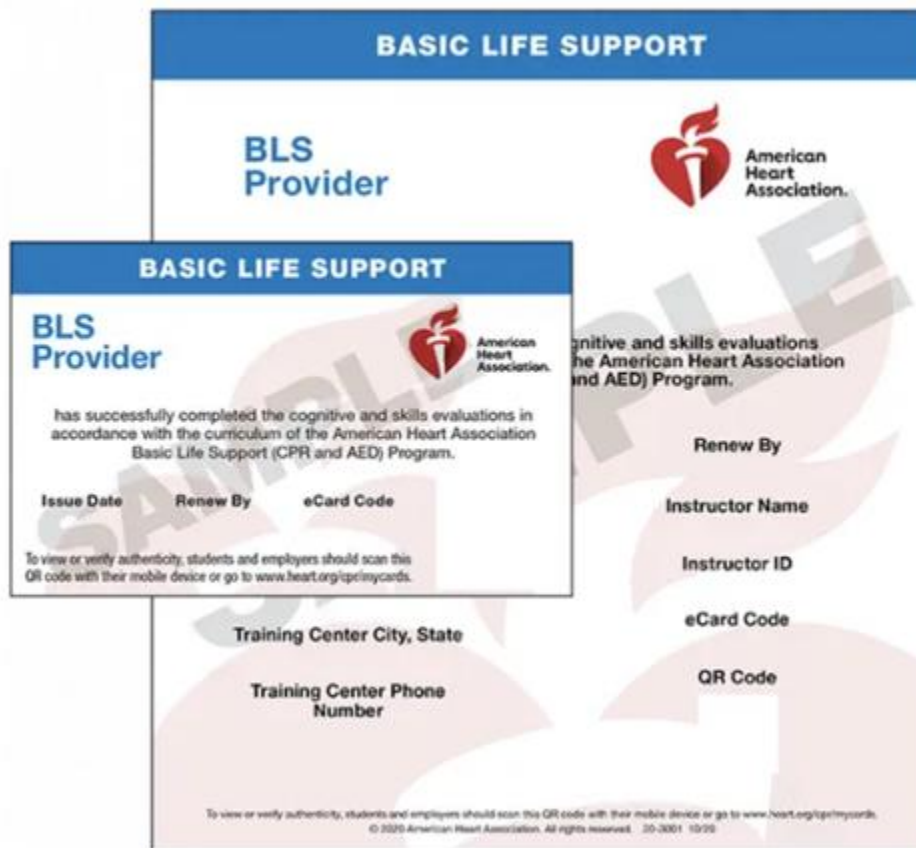 BASIC LIFE SUPPORT
BLS
Provider
American
Heart
Association.
gnitive and skills evaluations
he American Heart Association
nd AED) Program.
Renew By
Instructor Name
Instructor ID
eCard Code
QR Code
Training Center City, State
Training Center Phone
Number
To view or verify authenticity, students and employers should scan this QR code with their mobile device or go to www.heart.org/cpr/mycards.
© 2020 American Heart Association. All rights reserved. 20-3001 10/20
BASIC LIFE SUPPORT
BLS
Provider
American
Heart
Association.
has successfully completed the cognitive and skills evaluations in
accordance with the curriculum of the American Heart Association
Basic Life Support (CPR and AED) Program.
Issue Date Renew By eCard Code
To view or verify authenticity, students and employers should scan this
QR code with their mobile device or go to www.heart.org/cpr/mycards.
SAMPLE
SAMPLE